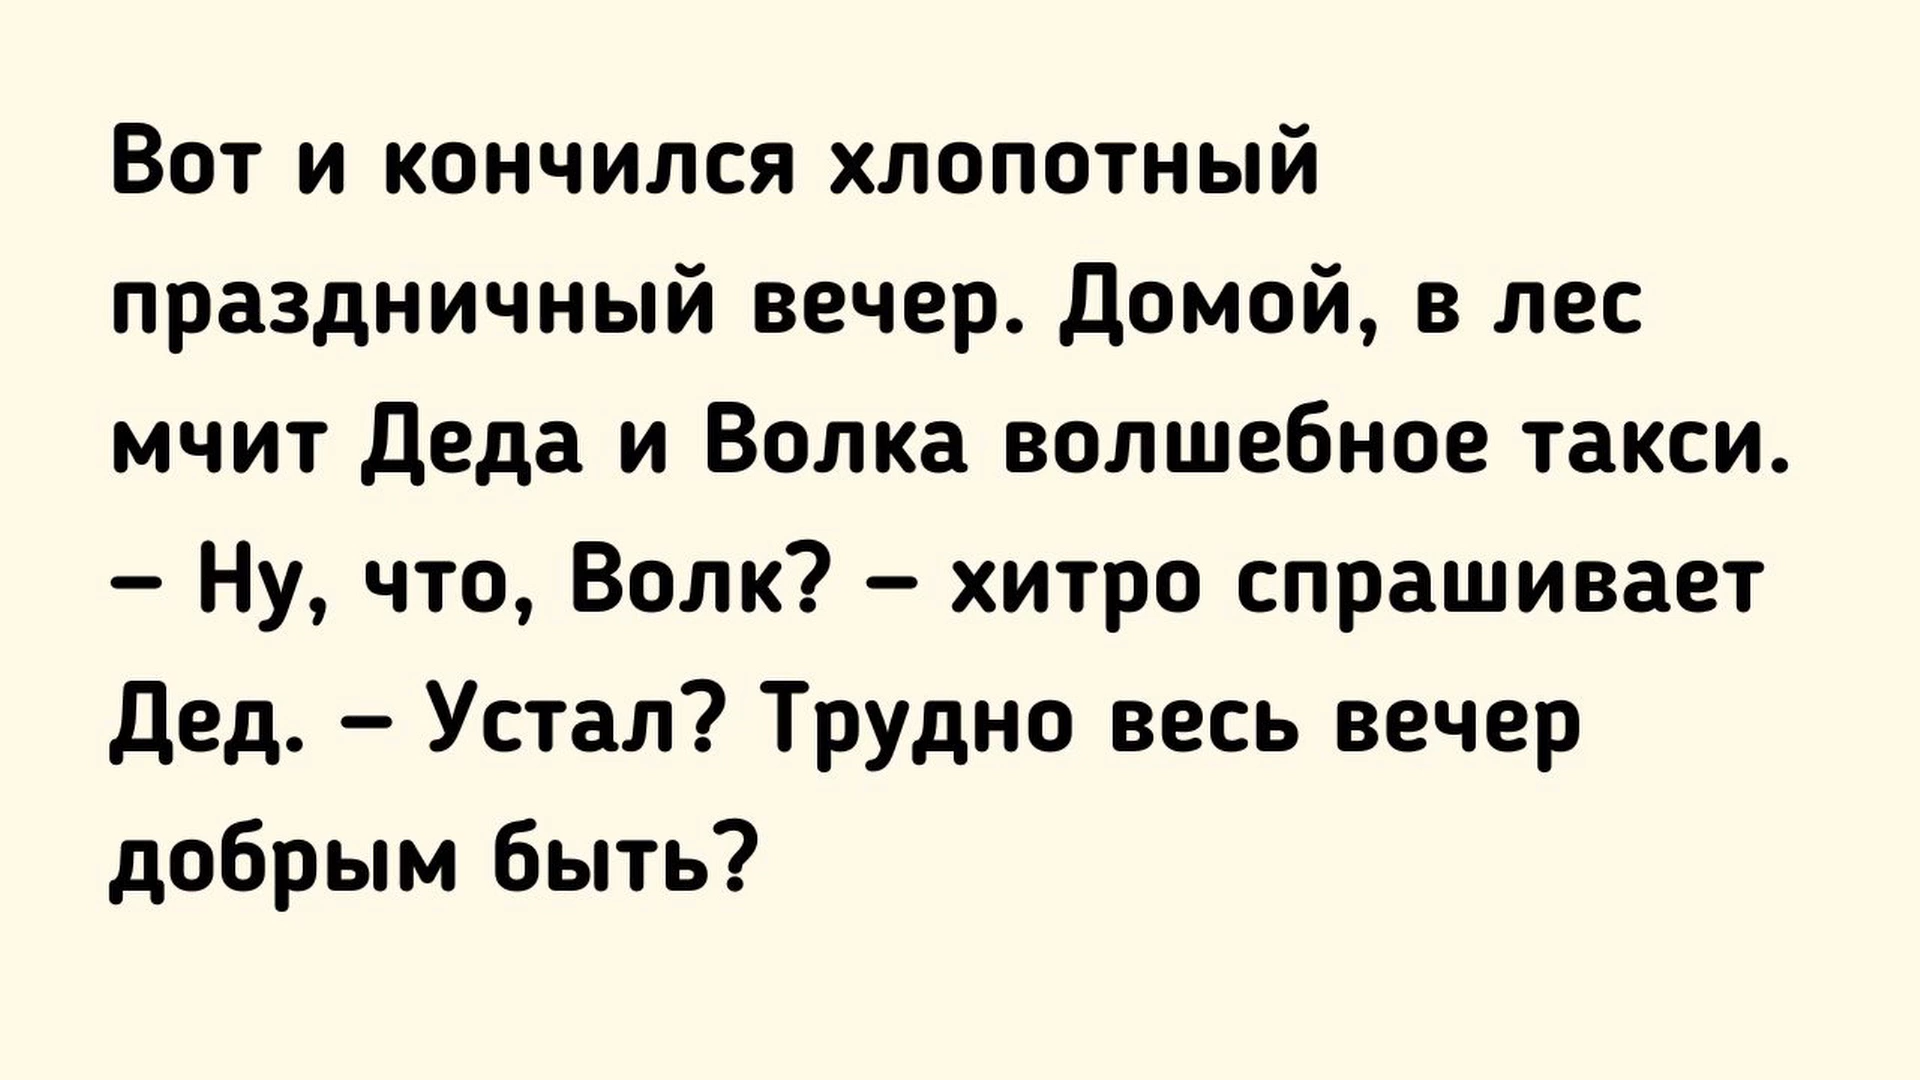 Вот и кончился хлопотный
праздничный вечер. Домой, в лес
мчит Деда и Волка волшебное такси.
– Ну, что, Волк? – хитро спрашивает
Дед. – Устал? Трудно весь вечер
добрым быть?